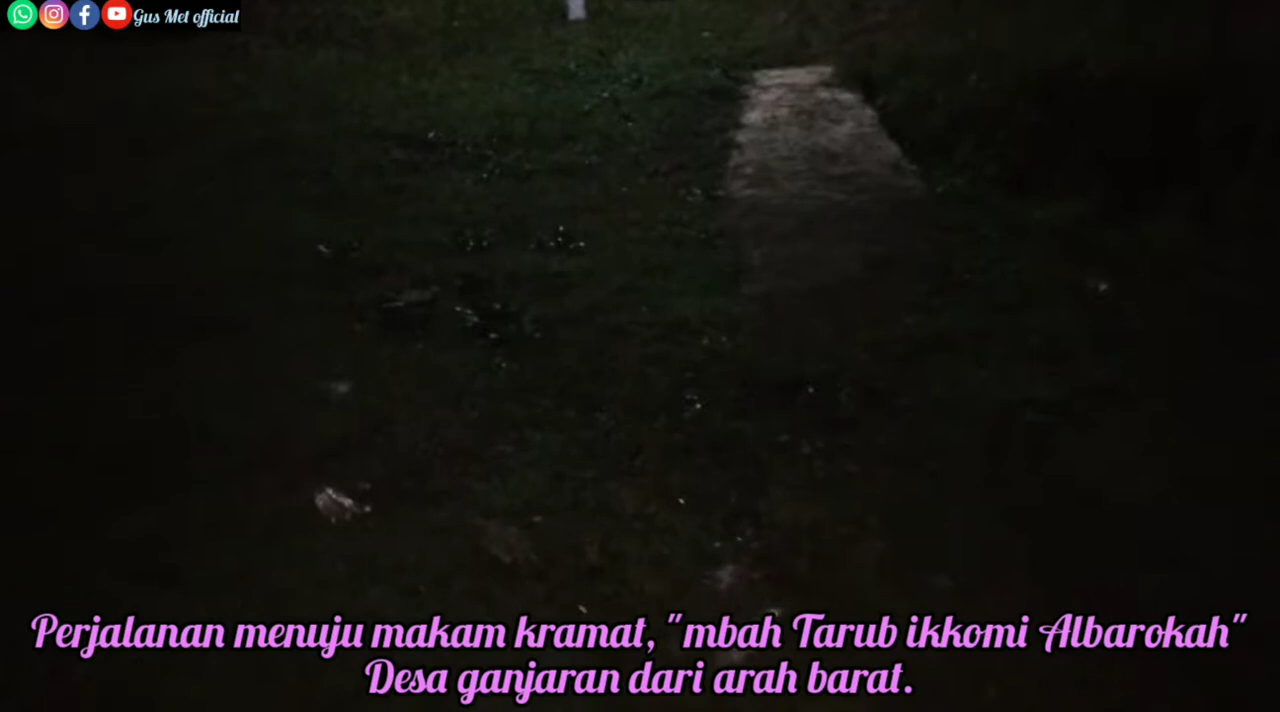 Gus Met official
Perjalanan menuju makam kramat, "mbah Tarub ikkomi Albarokah"
Desa ganjaran dari arah barat.